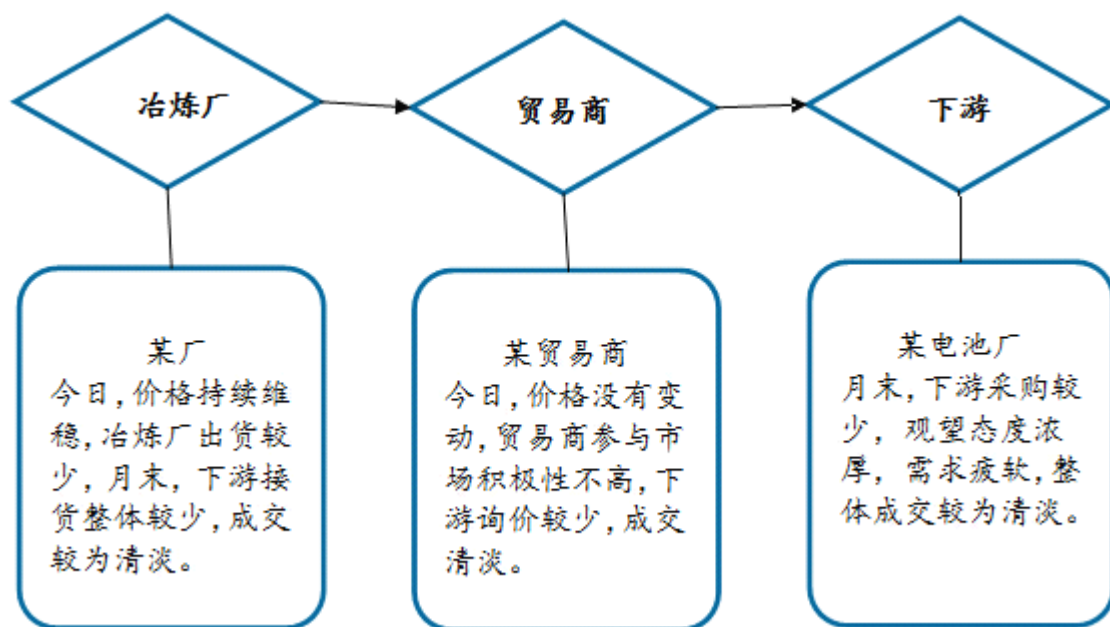 冶炼厂
贸易商
下游
某厂
今日,价格持续维
稳,冶炼厂出货较
少,月末,下游接
货整体较少,成交
较为清淡。
某贸易商
今日,价格没有变
动,贸易商参与市
场积极性不高,下
游询价较少,成交
清淡。
某电池厂
月末,下游采购较
少,观望态度浓
厚,需求疲软,整
体成交较为清淡。